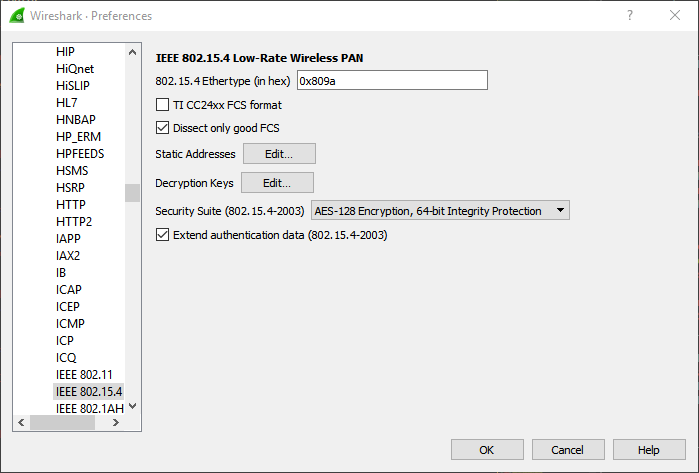 Wireshark · Preferences
HIP
HiQnet
HiSLIP
HL7
HNBAP
HP_ERM
HPFEEDS
HSMS
HSRP
HTTP
HTTP2
IAPP
IAX2
IB
ICAP
ICEP
ICMP
ICP
ICQ
IEEE 802.11
IEEE 802.15.4
IEEE 802.1AH
IEEE 802.15.4 Low-Rate Wireless PAN
802.15.4 Ethertype (in hex) 0x809a
TI CC24xx FCS format
Dissect only good FCS
Static Addresses Edit...
Decryption Keys Edit...
Security Suite (802.15.4-2003) AES-128 Encryption, 64-bit Integrity Protection
Extend authentication data (802.15.4-2003)
OK Cancel Help